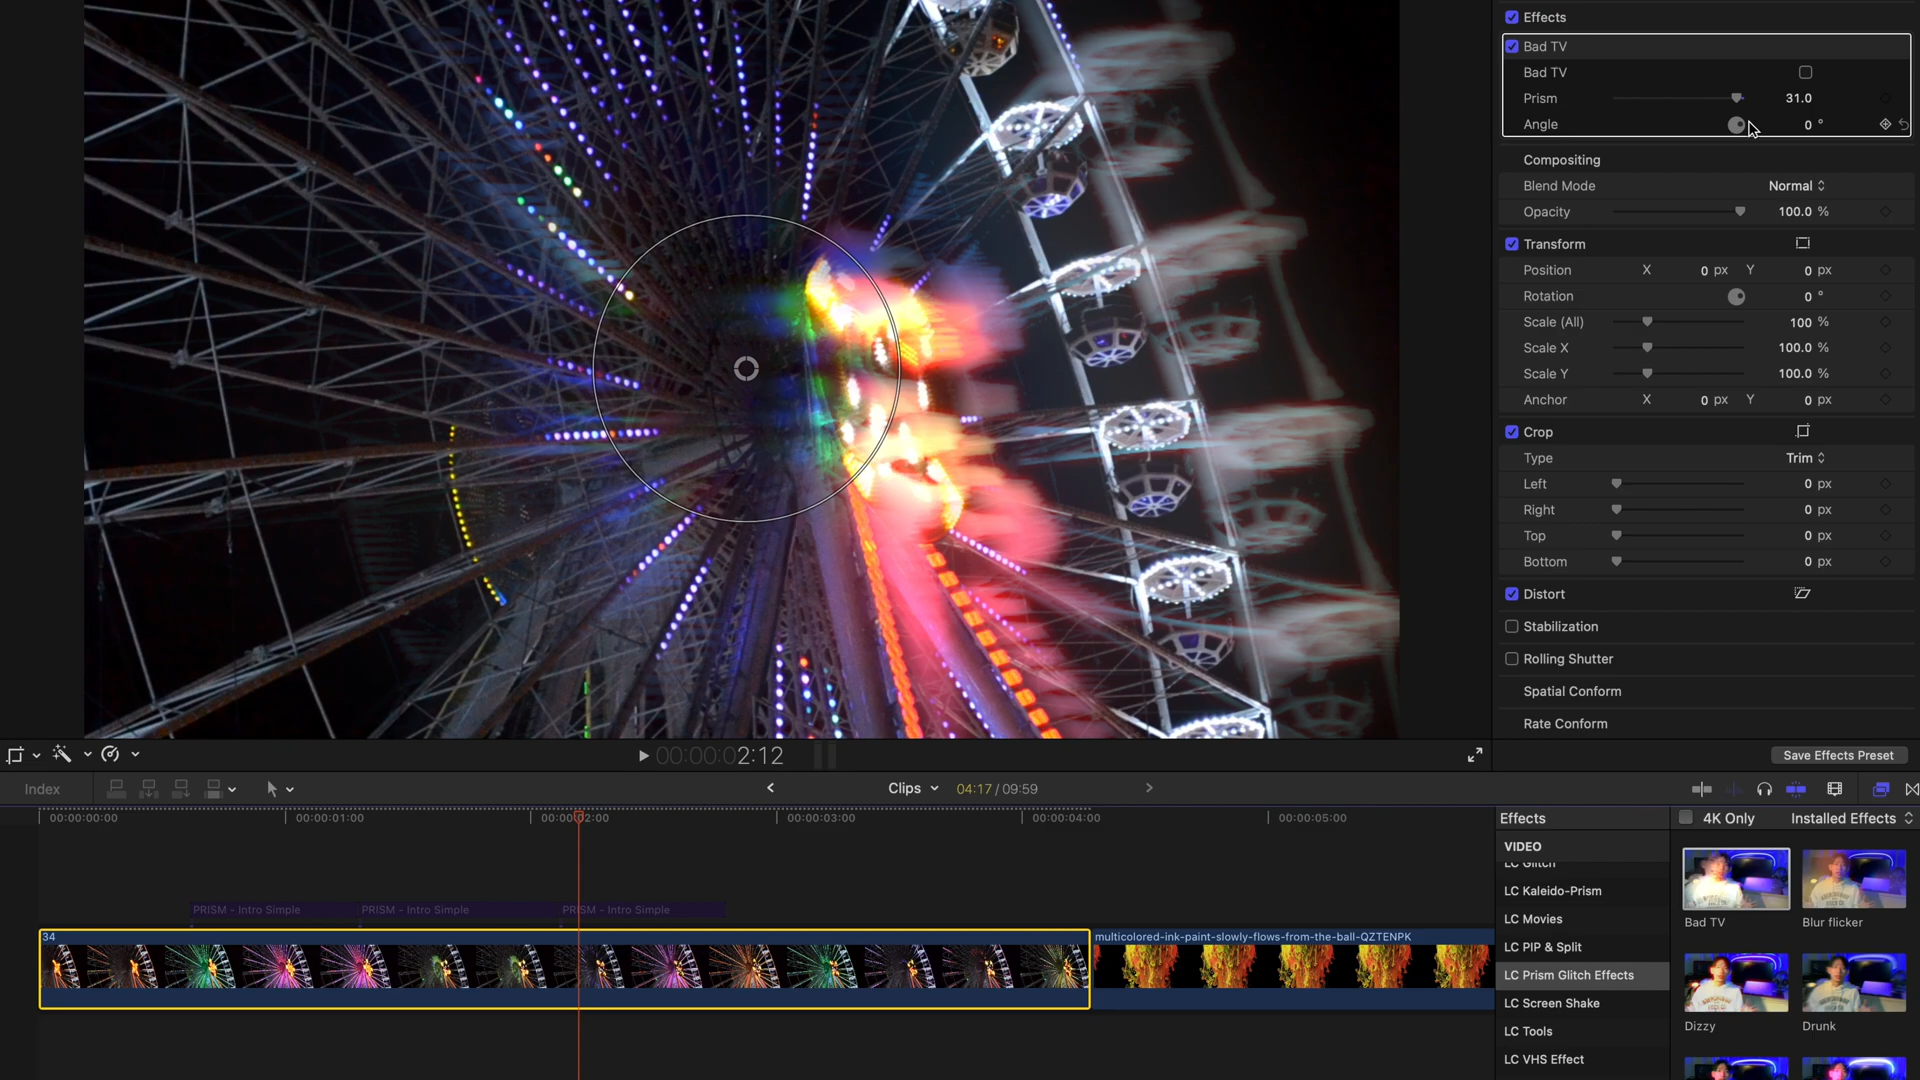 Effects
Bad TV
Bad TV
Prism 31.0
Angle 0 °
Compositing
Blend Mode Normal
Opacity 100.0 %
Transform
Position X 0 px Y 0 px
Rotation 0 °
Scale (All) 100 %
Scale X 100.0 %
Scale Y 100.0 %
Anchor X 0 px Y 0 px
Crop
Type Trim
Left 0 px
Right 0 px
Top 0 px
Bottom 0 px
Distort
Stabilization
Rolling Shutter
Spatial Conform
Rate Conform
00:00:02:12
Save Effects Preset
Index
Clips 04:17 / 09:59
00:00:00:00 00:00:01:00 00:00:02:00 00:00:03:00 00:00:04:00 00:00:05:00
PRISM - Intro Simple PRISM - Intro Simple PRISM - Intro Simple
34
multicolored-ink-paint-slowly-flows-from-the-ball-QZTENPK
Effects
4K Only Installed Effects
VIDEO
LC Glitch
LC Kaleido-Prism
LC Movies
LC PIP & Split
LC Prism Glitch Effects
LC Screen Shake
LC Tools
LC VHS Effect
Bad TV Blur flicker
Dizzy Drunk